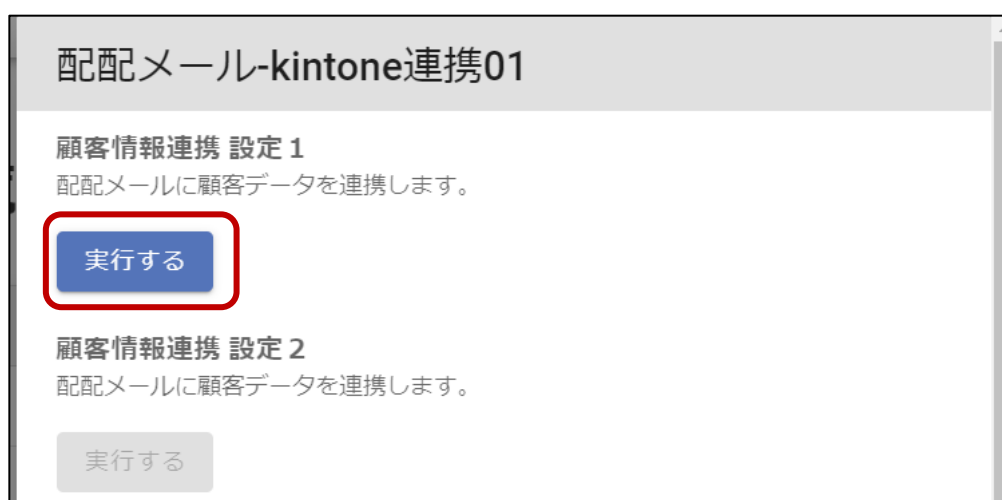 配配メール-kintone連携01
顧客情報連携 設定１
配配メールに顧客データを連携します。
実行する
顧客情報連携 設定２
配配メールに顧客データを連携します。
実行する